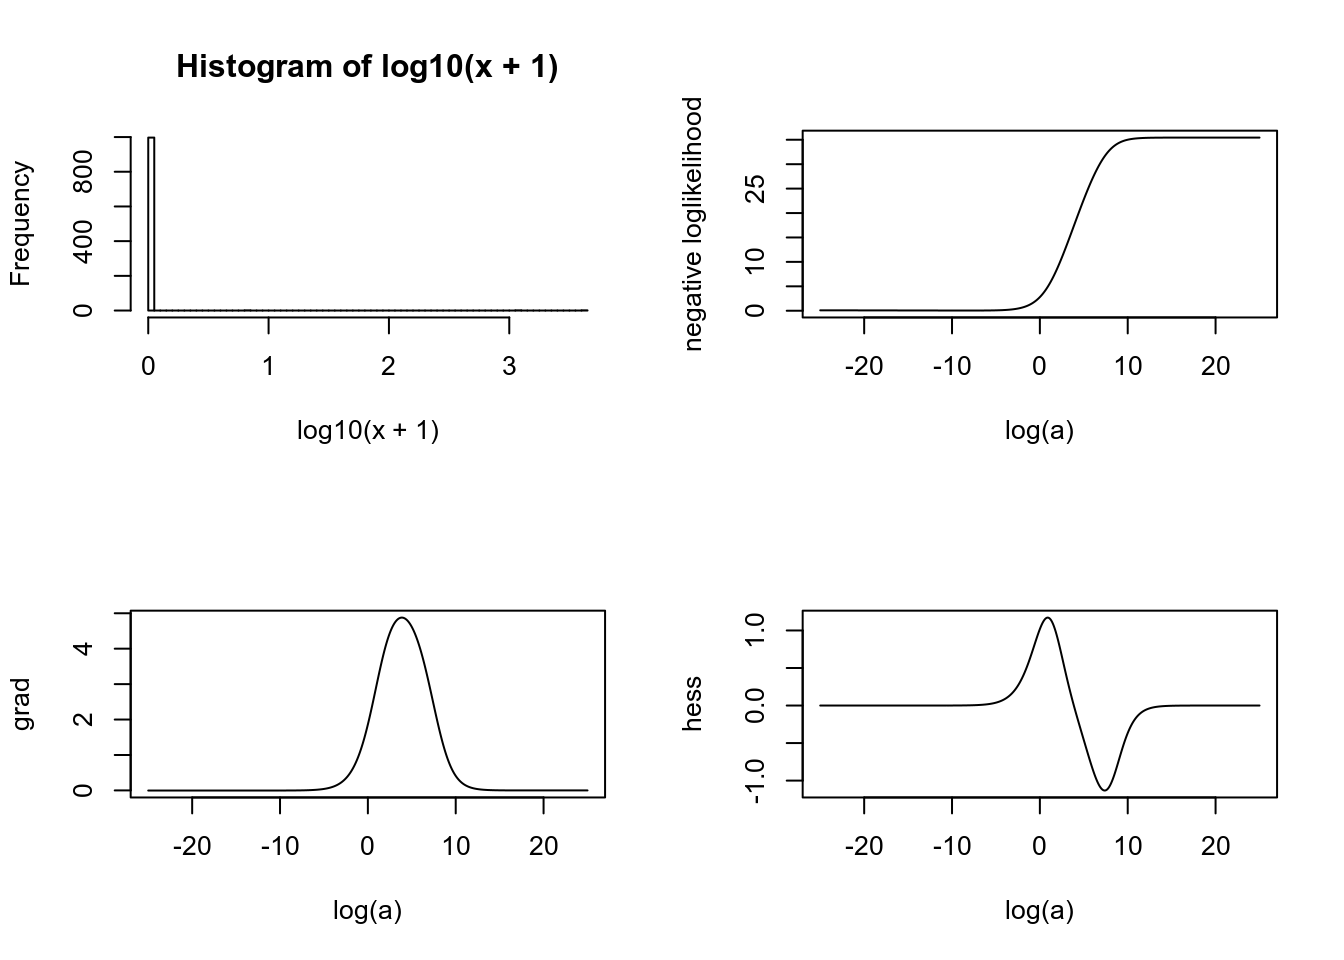 Histogram of log10(x + 1)
Frequency
800
400
0
0 1 2 3
log10(x + 1)
negative loglikelihood
25
10
0
-20 -10 0 10 20
log(a)
grad
4
2
0
-20 -10 0 10 20
log(a)
hess
1.0
0.0
-1.0
-20 -10 0 10 20
log(a)